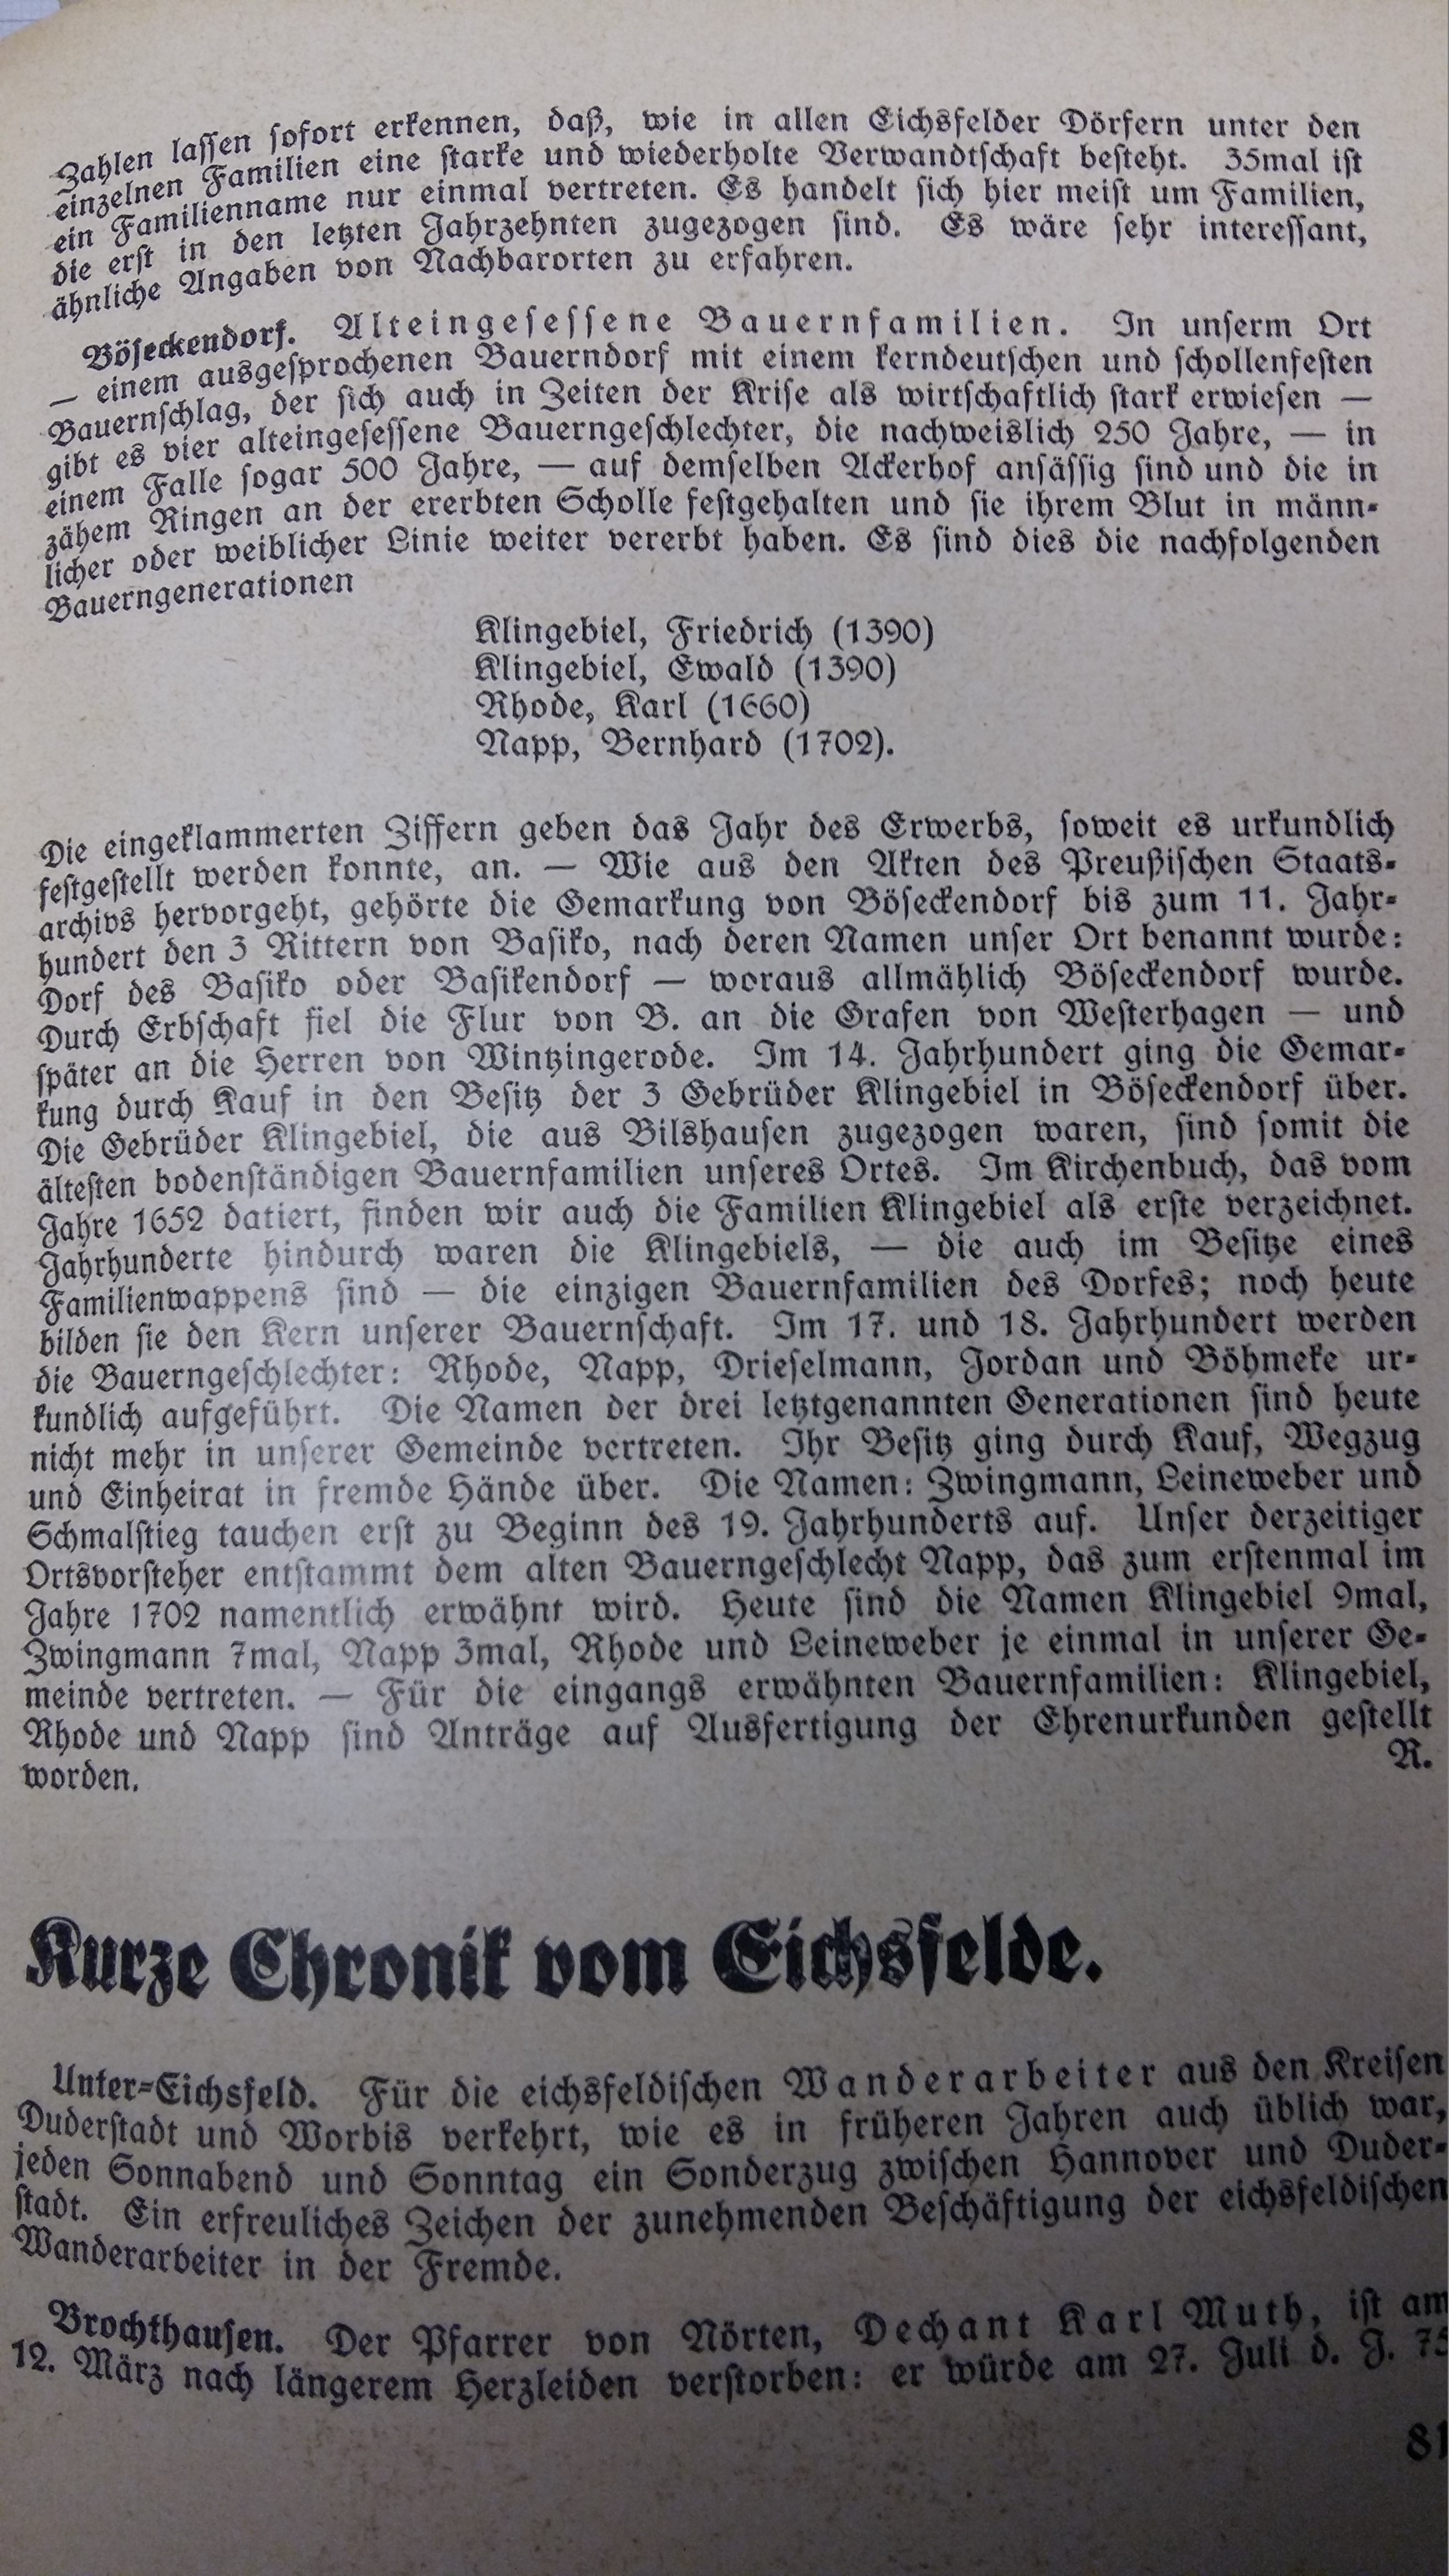 Zahlen lassen sofort erkennen, daß, wie in allen Eichsfelder Dörfern unter den
einzelnen Familien eine starke und wiederholte Verwandtschaft besteht. 35mal ist
ein Familienname nur einmal vertreten. Es handelt sich hier meist um Familien,
die erst in den letzten Jahrzehnten zugezogen sind. Es wäre sehr interessant,
ähnliche Angaben von Nachbarorten zu erfahren.
Böseckendorf. Alteingesessene Bauernfamilien. In unserm Ort
— einem ausgesprochenen Bauerndorf mit einem kerndeutschen und schollenfesten
Bauernschlag, der sich auch in Zeiten der Krise als wirtschaftlich stark erwiesen —
gibt es vier alteingesessene Bauerngeschlechter, die nachweislich 250 Jahre, — in
einem Falle sogar 500 Jahre, — auf demselben Ackerhof ansässig sind und die in
zähem Ringen an der ererbten Scholle festgehalten und sie ihrem Blut in männ-
licher oder weiblicher Linie weiter vererbt haben. Es sind dies die nachfolgenden
Bauerngenerationen
Klingebiel, Friedrich (1390)
Klingebiel, Ewald (1390)
Rhode, Karl (1660)
Napp, Bernhard (1702).
Die eingeklammerten Ziffern geben das Jahr des Erwerbs, soweit es urkundlich
festgestellt werden konnte, an. — Wie aus den Akten des Preußischen Staats-
archivs hervorgeht, gehörte die Gemarkung von Böseckendorf bis zum 11. Jahr-
hundert den 3 Rittern von Basiko, nach deren Namen unser Ort benannt wurde:
Dorf des Basiko oder Basikendorf — woraus allmählich Böseckendorf wurde.
Durch Erbschaft fiel die Flur von B. an die Grafen von Westerhagen — und
später an die Herren von Wintzingerode. Im 14. Jahrhundert ging die Gemar-
kung durch Kauf in den Besitz der 3 Gebrüder Klingebiel in Böseckendorf über.
Die Gebrüder Klingebiel, die aus Bilshausen zugezogen waren, sind somit die
ältesten bodenständigen Bauernfamilien unseres Ortes. Im Kirchenbuch, das vom
Jahre 1652 datiert, finden wir auch die Familien Klingebiel als erste verzeichnet.
Jahrhunderte hindurch waren die Klingebiels, — die auch im Besitze eines
Familienwappens sind — die einzigen Bauernfamilien des Dorfes; noch heute
bilden sie den Kern unserer Bauernschaft. Im 17. und 18. Jahrhundert werden
die Bauerngeschlechter: Rhode, Napp, Drieselmann, Jordan und Böhmeke ur-
kundlich aufgeführt. Die Namen der drei letztgenannten Generationen sind heute
nicht mehr in unserer Gemeinde vertreten. Ihr Besitz ging durch Kauf, Wegzug
und Einheirat in fremde Hände über. Die Namen: Zwingmann, Leineweber und
Schmalstieg tauchen erst zu Beginn des 19. Jahrhunderts auf. Unser derzeitiger
Ortsvorsteher entstammt dem alten Bauerngeschlecht Napp, das zum erstenmal im
Jahre 1702 namentlich erwähnt wird. Heute sind die Namen Klingebiel 9mal,
Zwingmann 7mal, Napp 3mal, Rhode und Leineweber je einmal in unserer Ge-
meinde vertreten. — Für die eingangs erwähnten Bauernfamilien: Klingebiel,
Rhode und Napp sind Anträge auf Ausfertigung der Ehrenurkunden gestellt
worden. R.
Kurze Chronik vom Eichsfelde.
Unter-Eichsfeld. Für die eichsfeldischen Wanderarbeiter aus den Kreisen
Duderstadt und Worbis verkehrt, wie es in früheren Jahren auch üblich war,
jeden Sonnabend und Sonntag ein Sonderzug zwischen Hannover und Duder-
stadt. Ein erfreuliches Zeichen der zunehmenden Beschäftigung der eichsfeldischen
Wanderarbeiter in der Fremde.
Brochthausen. Der Pfarrer von Nörten, Dechant Karl Muth, ist am
12. März nach längerem Herzleiden verstorben: er würde am 27. Juli d. J. 75
81